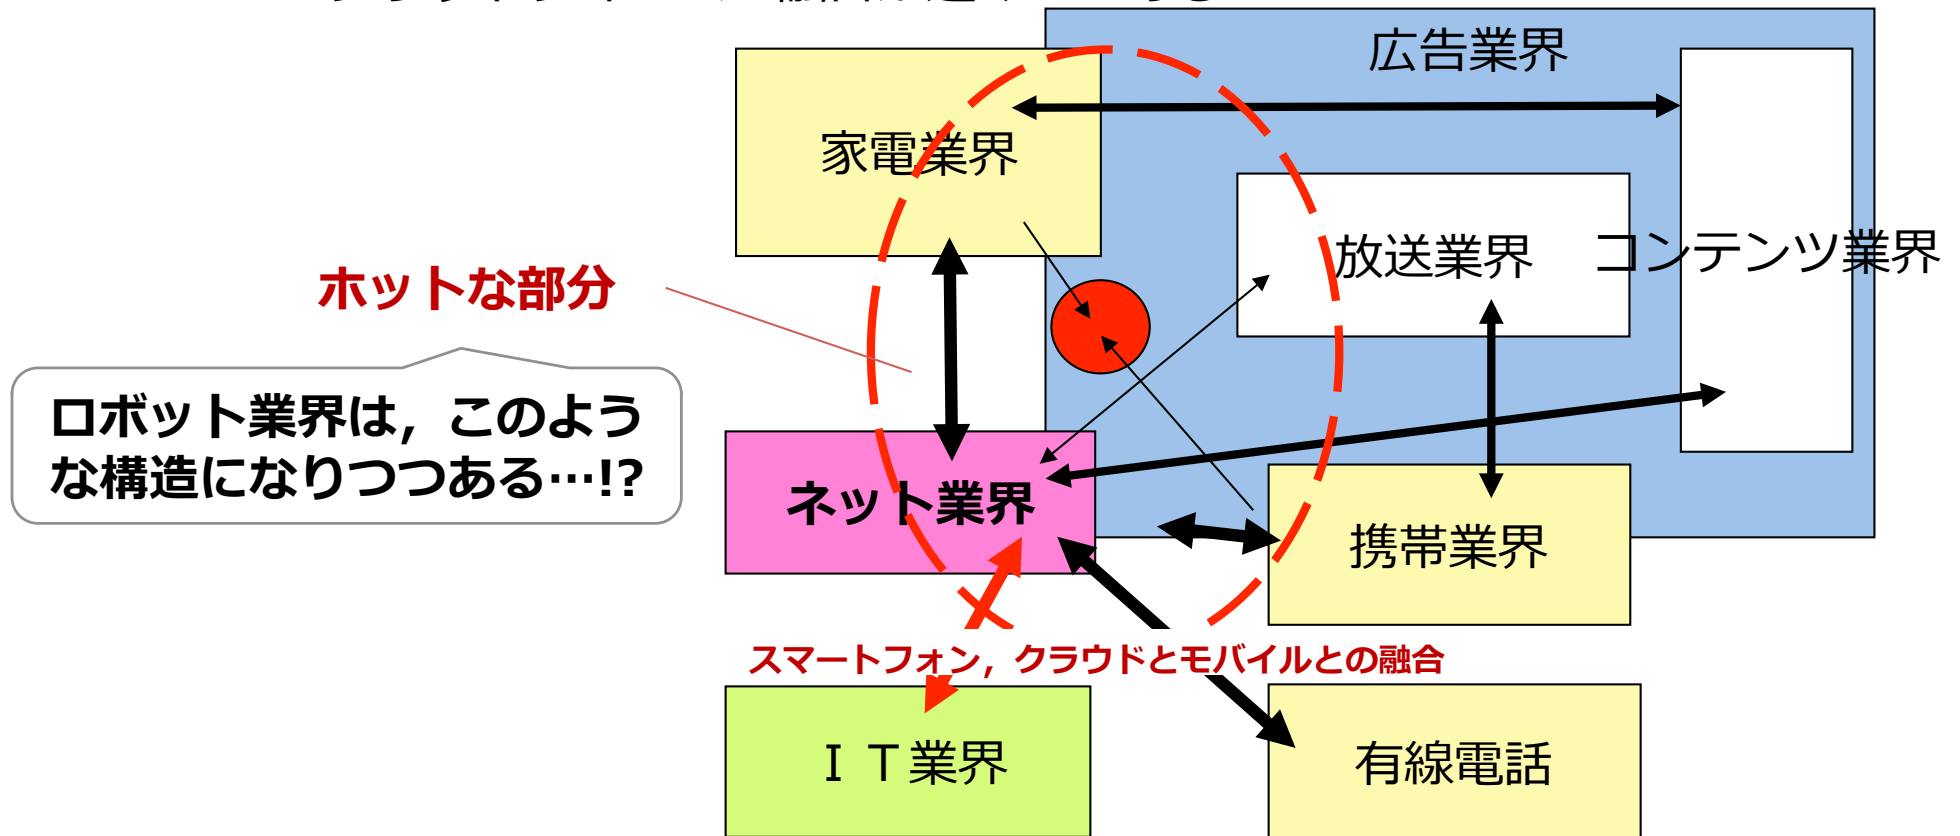 広告業界
家電業界
放送業界
コンテンツ業界
ホットな部分
ロボット業界は，このよう
な構造になりつつある…!?
ネット業界
携帯業界
スマートフォン，クラウドとモバイルとの融合
ＩＴ業界
有線電話